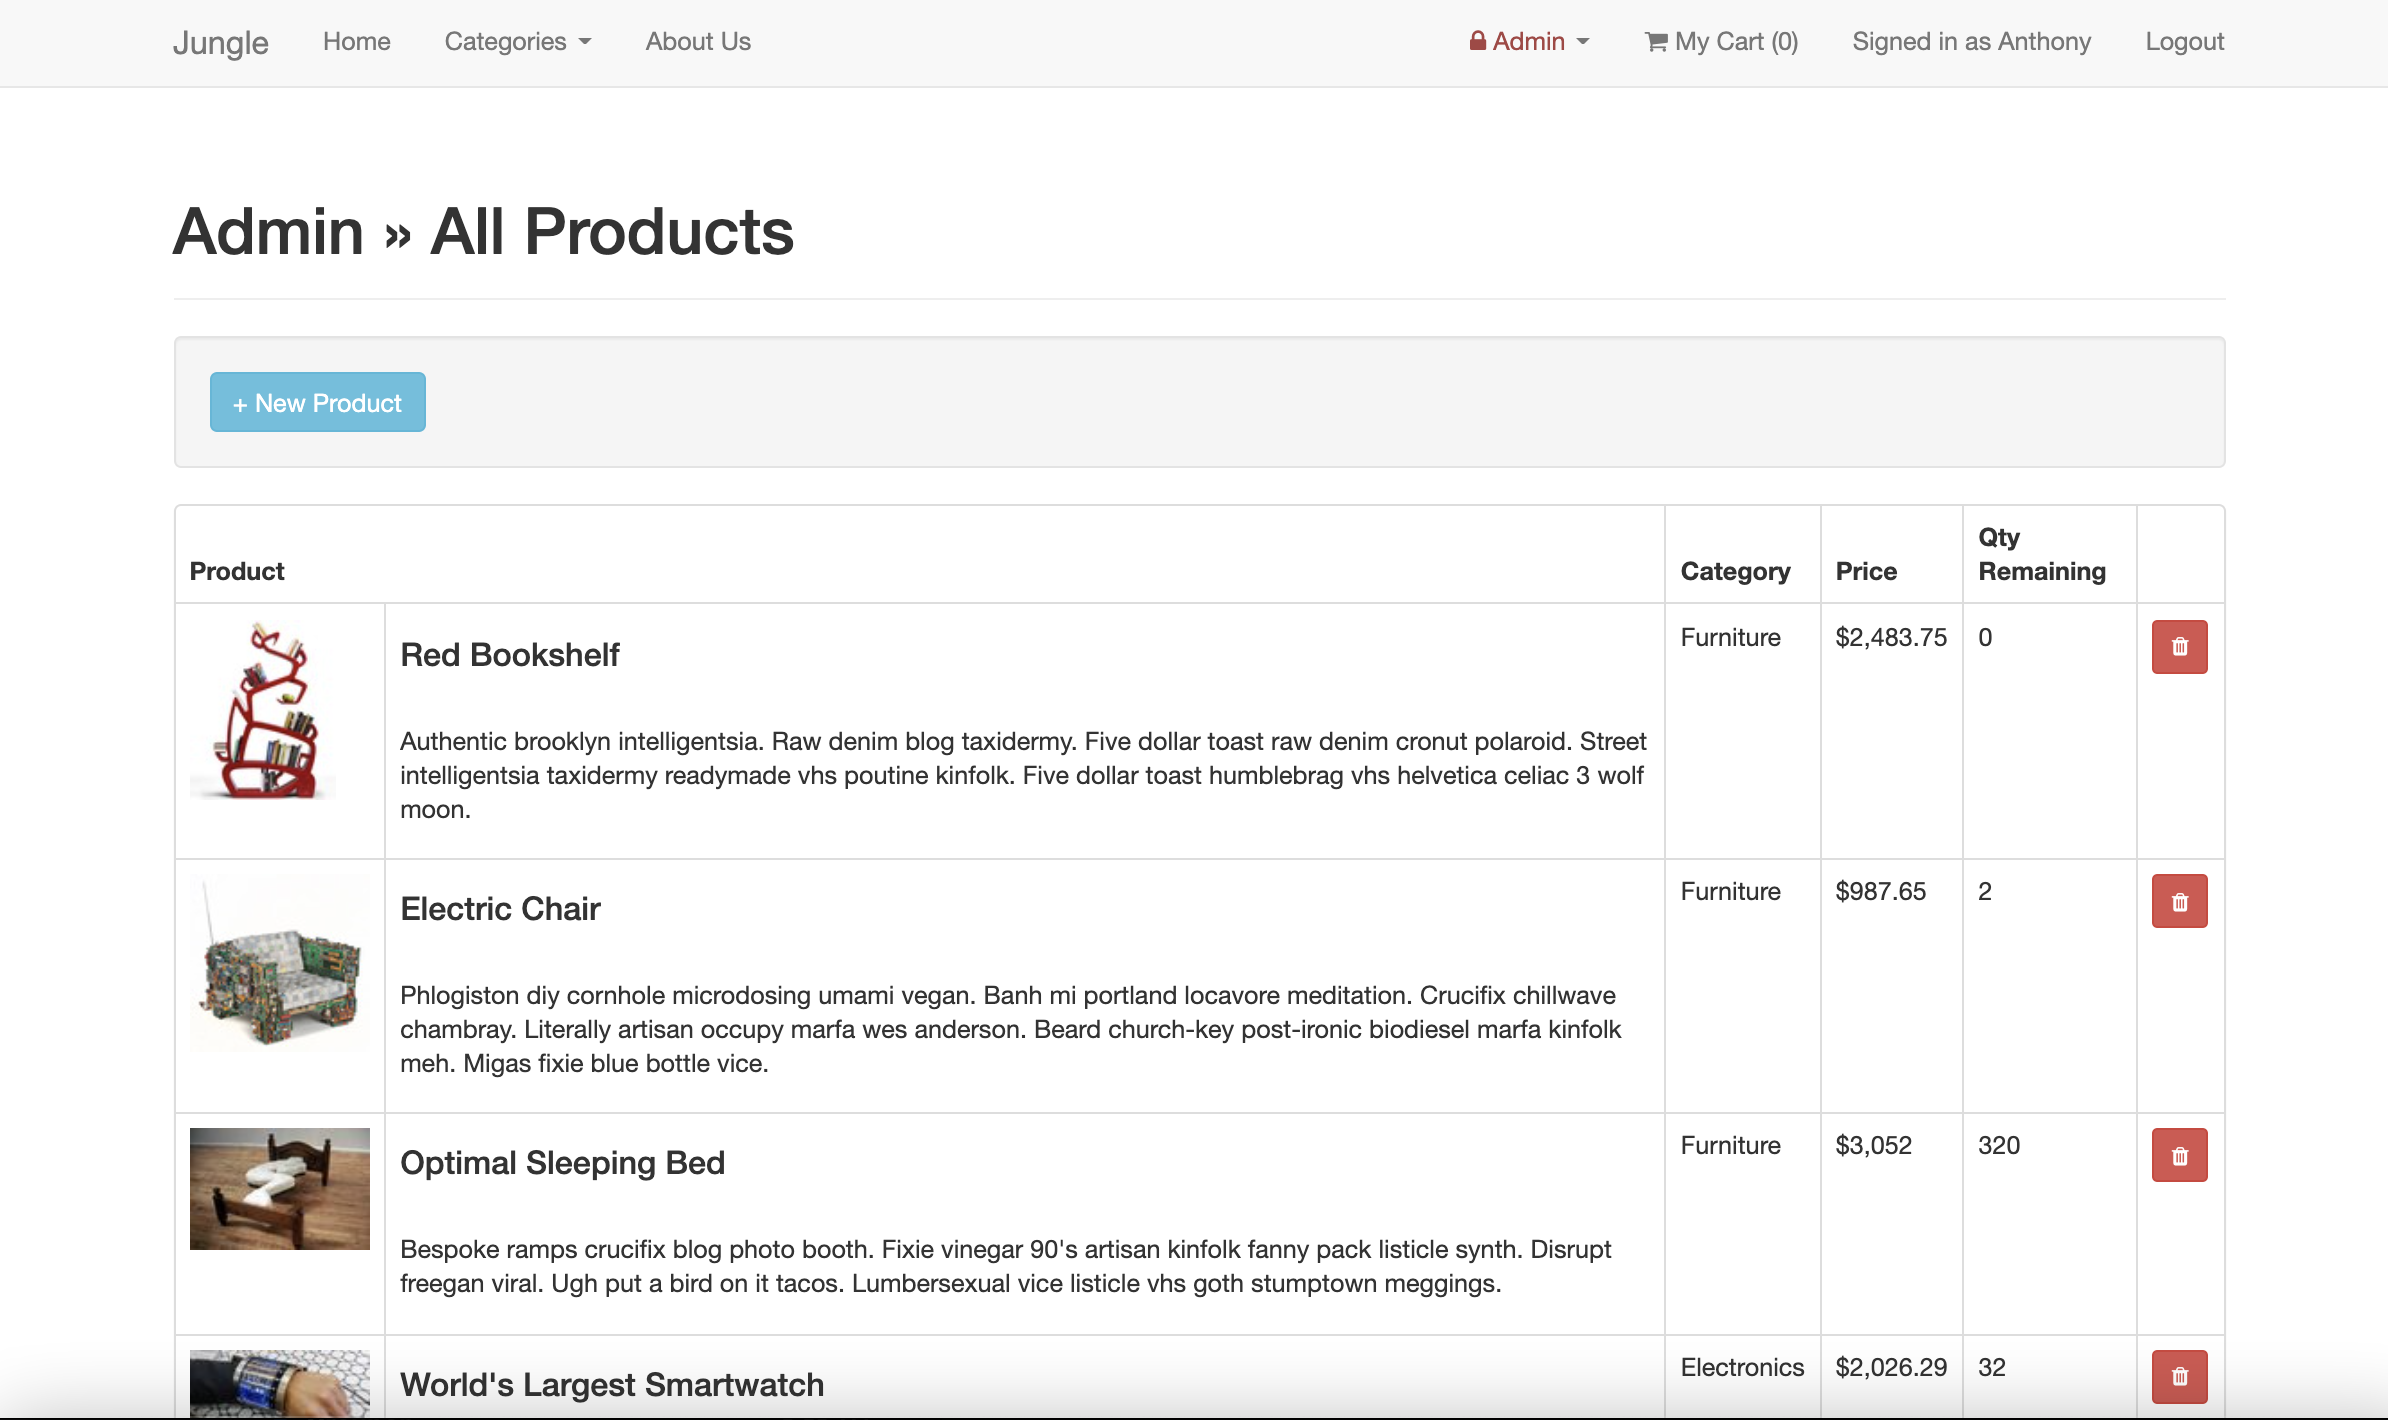 Jungle Home Categories About Us Admin My Cart (0) Signed in as Anthony Logout
Admin » All Products
+ New Product
Product Category Price Qty Remaining
Red Bookshelf Furniture $2,483.75 0
Authentic brooklyn intelligentsia. Raw denim blog taxidermy. Five dollar toast raw denim cronut polaroid. Street
intelligentsia taxidermy readymade vhs poutine kinfolk. Five dollar toast humblebrag vhs helvetica celiac 3 wolf
moon.
Electric Chair Furniture $987.65 2
Phlogiston diy cornhole microdosing umami vegan. Banh mi portland locavore meditation. Crucifix chillwave
chambray. Literally artisan occupy marfa wes anderson. Beard church-key post-ironic biodiesel marfa kinfolk
meh. Migas fixie blue bottle vice.
Optimal Sleeping Bed Furniture $3,052 320
Bespoke ramps crucifix blog photo booth. Fixie vinegar 90's artisan kinfolk fanny pack listicle synth. Disrupt
freegan viral. Ugh put a bird on it tacos. Lumbersexual vice listicle vhs goth stumptown meggings.
World's Largest Smartwatch Electronics $2,026.29 32